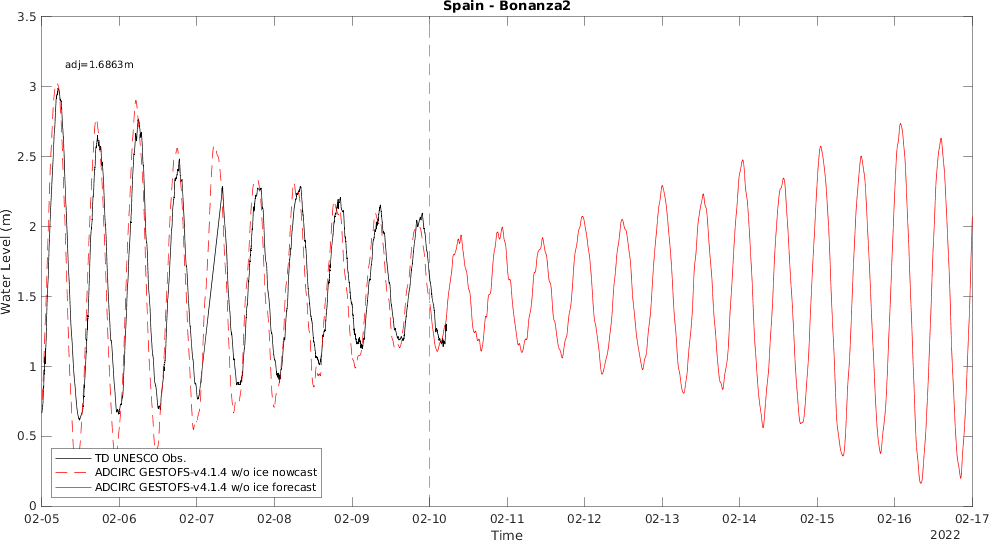 Spain - Bonanza2
3.5
adj=1.6863m
3
2.5
2
1.5
1
0.5
0
Water Level (m)
TD UNESCO Obs.
ADCIRC GESTOFS-v4.1.4 w/o ice nowcast
ADCIRC GESTOFS-v4.1.4 w/o ice forecast
02-05 02-06 02-07 02-08 02-09 02-10 02-11 02-12 02-13 02-14 02-15 02-16 02-17
Time
2022